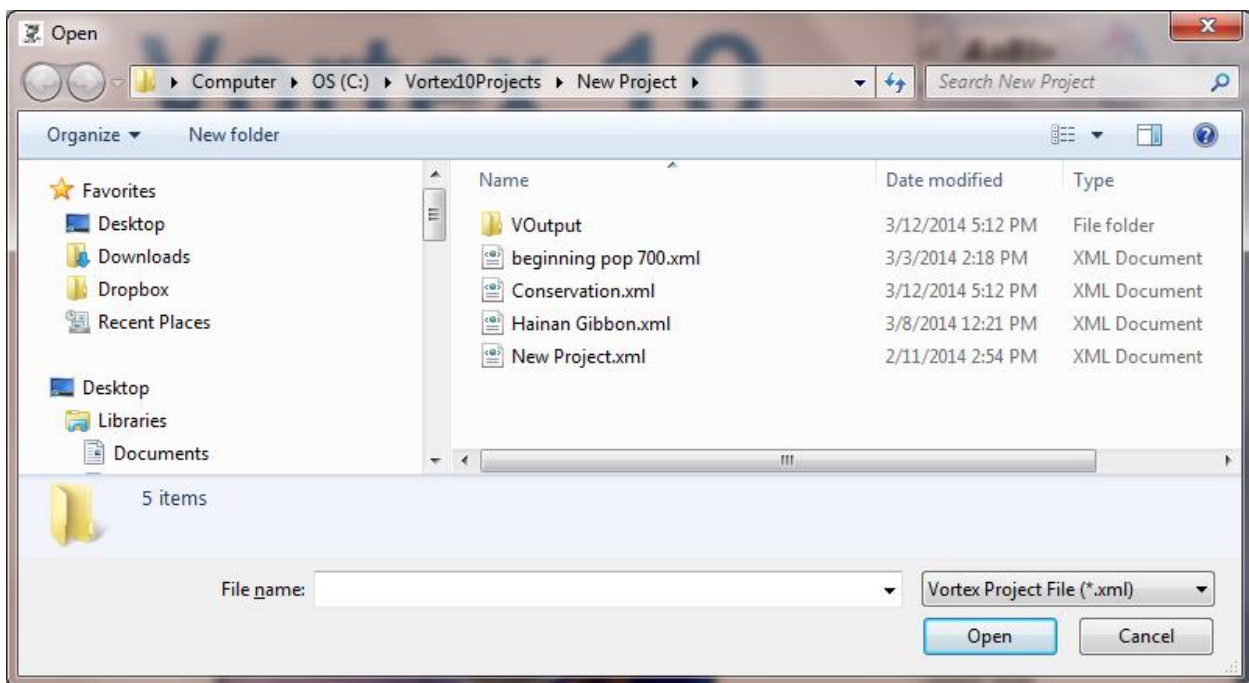 Open
Vortex 10
Computer OS (C:) Vortex10Projects New Project
Search New Project
Organize New folder
Favorites
Desktop
Downloads
Dropbox
Recent Places
Desktop
Libraries
Documents
Name Date modified Type
VOutput 3/12/2014 5:12 PM File folder
beginning pop 700.xml 3/3/2014 2:18 PM XML Document
Conservation.xml 3/12/2014 5:12 PM XML Document
Hainan Gibbon.xml 3/8/2014 12:21 PM XML Document
New Project.xml 2/11/2014 2:54 PM XML Document
5 items
File name:
Vortex Project File (*.xml)
Open Cancel